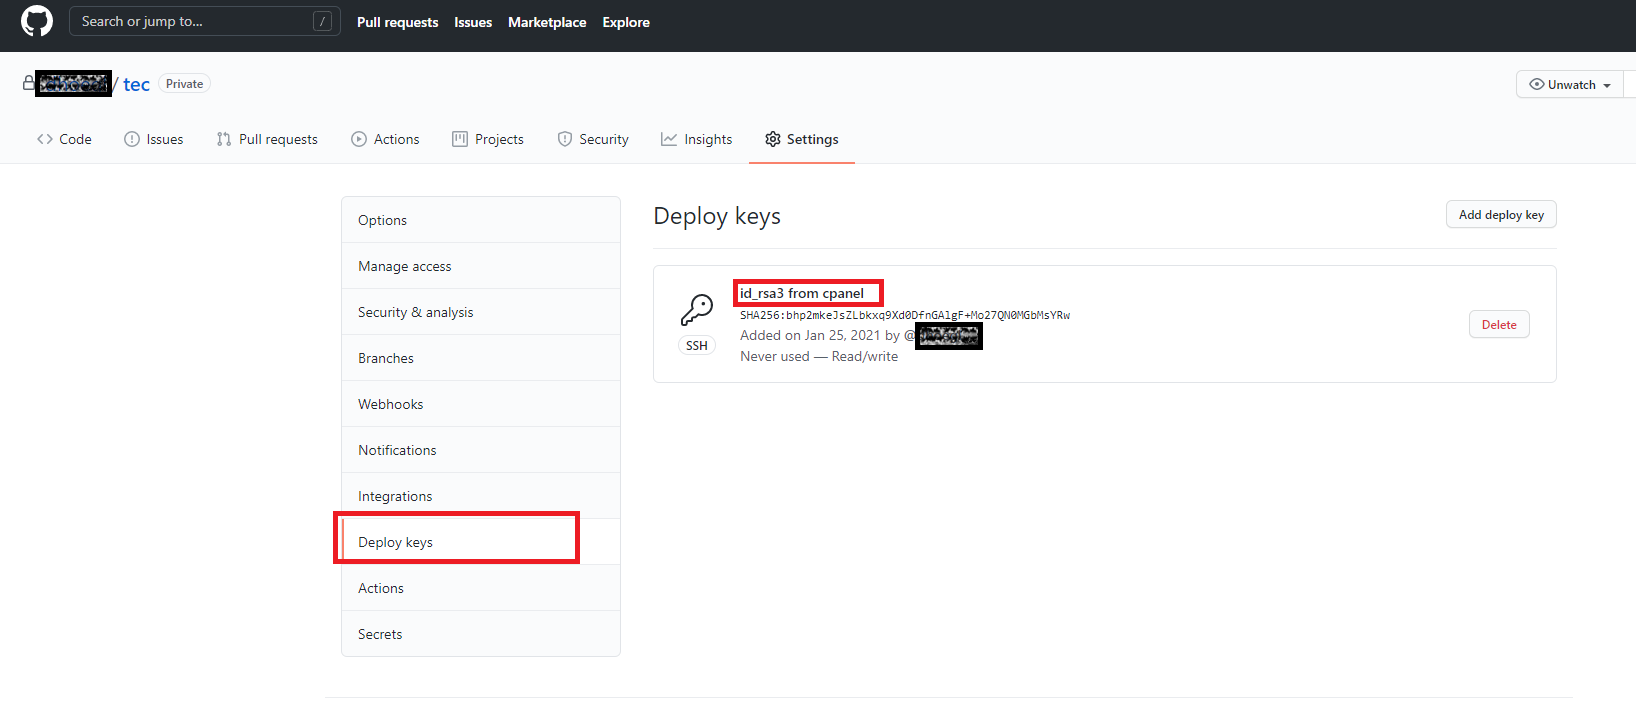 Search or jump to... /
Pull requests Issues Marketplace Explore
/ tec Private
Unwatch
Code Issues Pull requests Actions Projects Security Insights Settings
Options
Manage access
Security & analysis
Branches
Webhooks
Notifications
Integrations
Deploy keys
Actions
Secrets
Deploy keys
Add deploy key
id_rsa3 from cpanel
SHA256:bhp2mkeJsZLbkxq9Xd0DfnGAlgF+Mo27QN0MGbMsYRw
Added on Jan 25, 2021 by @
Never used — Read/write
SSH
Delete